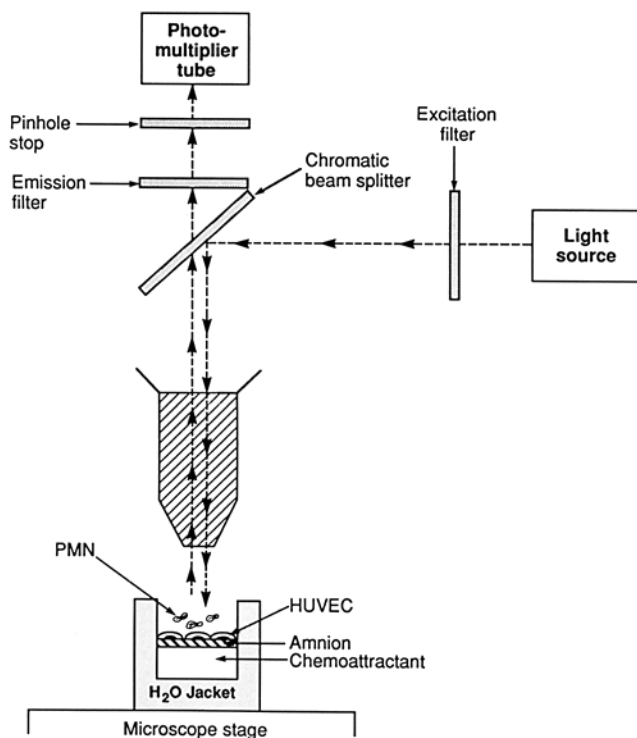 Photo-
multiplier
tube
Pinhole
stop
Excitation
filter
Chromatic
beam splitter
Emission
filter
Light
source
PMN
HUVEC
Amnion
Chemoattractant
H₂O Jacket
Microscope stage